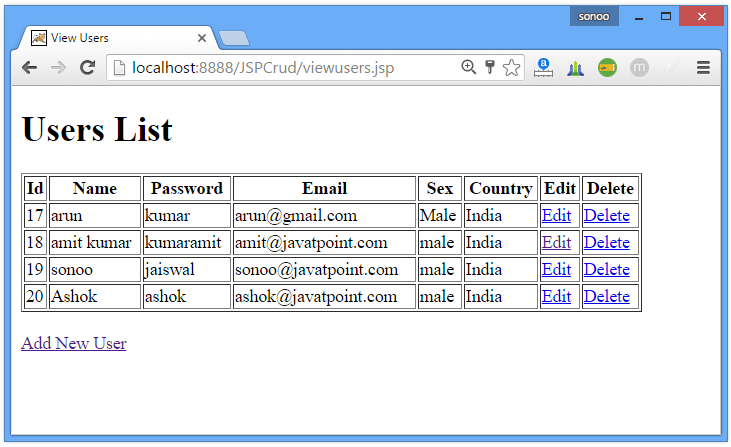 sonoo
View Users
localhost:8888/JSPCrud/viewusers.jsp
Users List
Id Name Password Email Sex Country Edit Delete
17 arun kumar arun@gmail.com Male India Edit Delete
18 amit kumar kumaramit amit@javatpoint.com male India Edit Delete
19 sonoo jaiswal sonoo@javatpoint.com male India Edit Delete
20 Ashok ashok ashok@javatpoint.com male India Edit Delete
Add New User